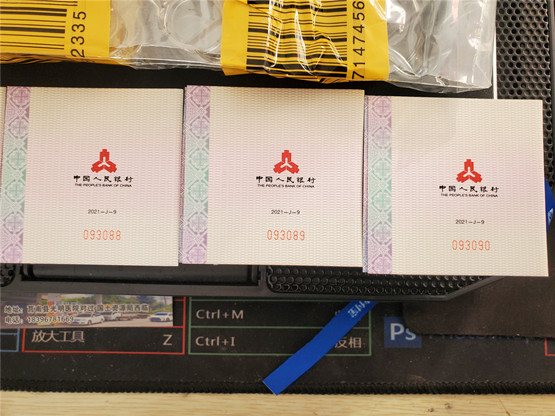 2335
7147456
中国人民银行
THE PEOPLE'S BANK OF CHINA
2021-J-9
093088
中国人民银行
THE PEOPLE'S BANK OF CHINA
2021-J-9
093089
中国人民银行
THE PEOPLE'S BANK OF CHINA
2021-J-9
093090
放大工具 Z
Ctrl+M
Ctrl+I 反相
Ps